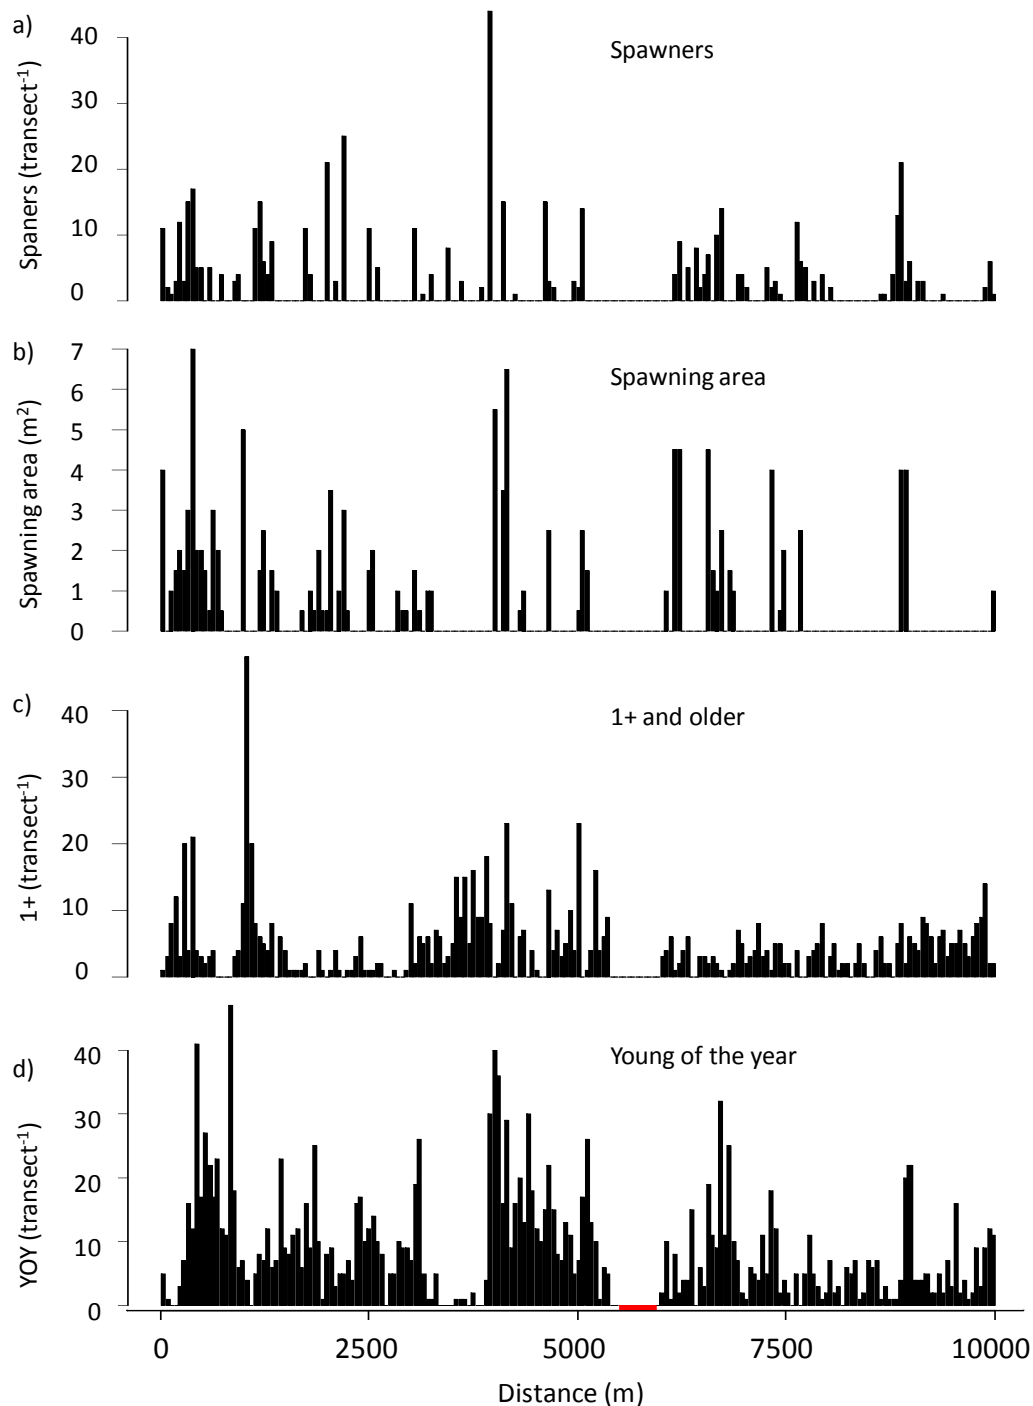 a)
Spawners
Spaners (transect⁻¹)
40
30
20
10
0
b)
Spawning area
Spawning area (m²)
7
6
5
4
3
2
1
0
c)
1+ and older
1+ (transect⁻¹)
40
30
20
10
0
d)
Young of the year
YOY (transect⁻¹)
40
30
20
10
0
0 2500 5000 7500 10000
Distance (m)